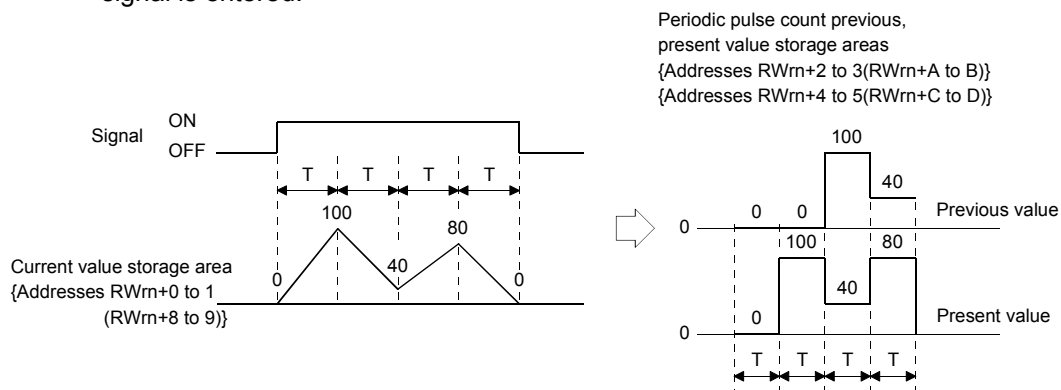 signal is entered.
Periodic pulse count previous,
present value storage areas
{Addresses RWrn+2 to 3(RWrn+A to B)}
{Addresses RWrn+4 to 5(RWrn+C to D)}
Signal
ON
OFF
T T T T
100
80
40
0
0
Current value storage area
{Addresses RWrn+0 to 1
(RWrn+8 to 9)}
100
40
0 0
0
Previous value
100
80
40
0
0
Present value
T T T T